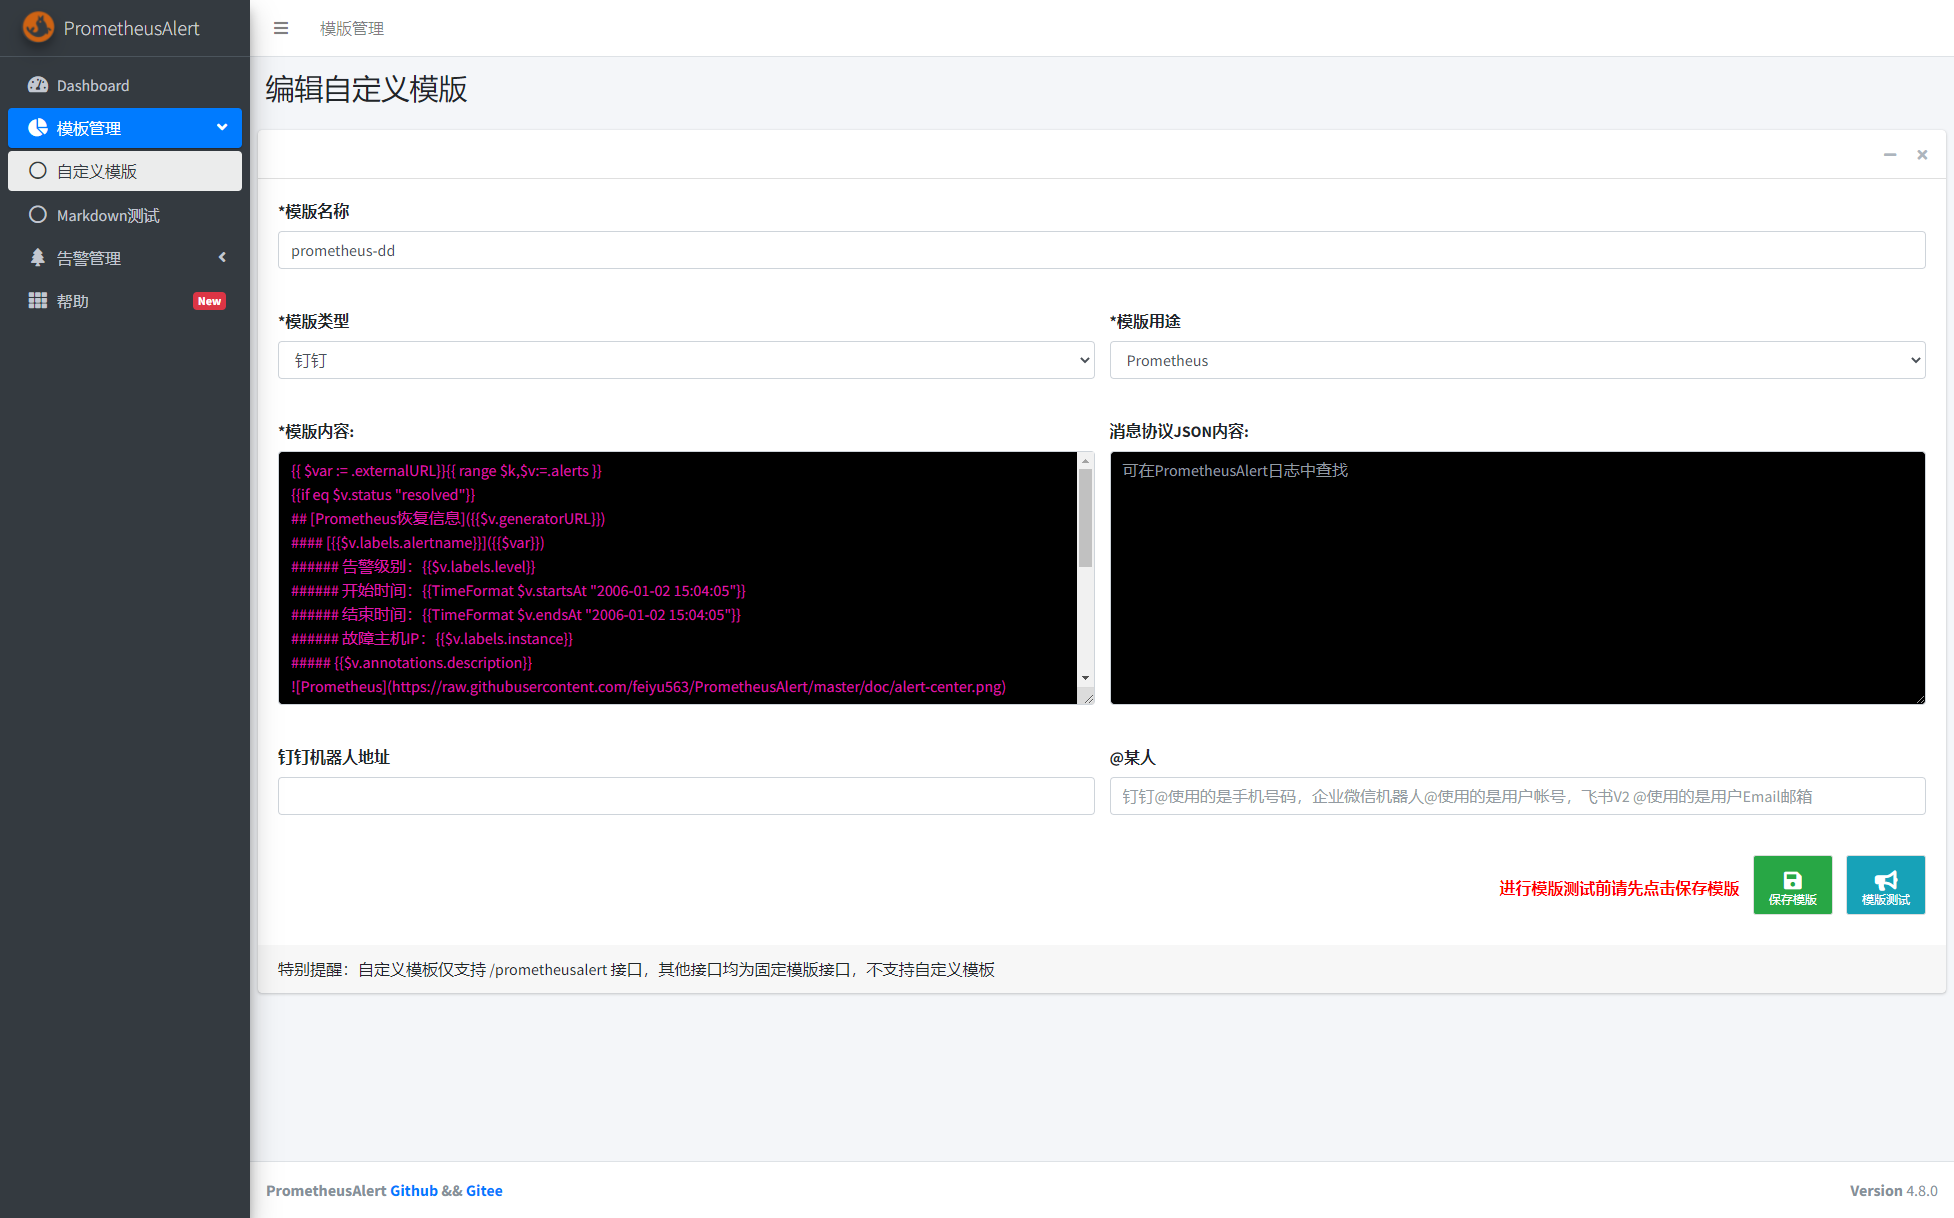 PrometheusAlert
模版管理
Dashboard
模板管理
自定义模版
Markdown测试
告警管理
帮助
New
编辑自定义模版
*模版名称
prometheus-dd
*模版类型
*模版用途
钉钉
Prometheus
*模版内容:
消息协议JSON内容:
{{ $var := .externalURL}}{{ range $k,$v:=.alerts }}
{{if eq $v.status "resolved"}}
## [Prometheus恢复信息]({{$v.generatorURL}})
#### [{{$v.labels.alertname}}]({{$var}})
###### 告警级别：{{$v.labels.level}}
###### 开始时间：{{TimeFormat $v.startsAt "2006-01-02 15:04:05"}}
###### 结束时间：{{TimeFormat $v.endsAt "2006-01-02 15:04:05"}}
###### 故障主机IP：{{$v.labels.instance}}
##### {{$v.annotations.description}}
![Prometheus](https://raw.githubusercontent.com/feiyu563/PrometheusAlert/master/doc/alert-center.png)
可在PrometheusAlert日志中查找
钉钉机器人地址
@某人
钉钉@使用的是手机号码，企业微信机器人@使用的是用户帐号，飞书V2 @使用的是用户Email邮箱
进行模版测试前请先点击保存模版
保存模版
模版测试
特别提醒：自定义模板仅支持 /prometheusalert 接口，其他接口均为固定模版接口，不支持自定义模板
PrometheusAlert Github && Gitee
Version 4.8.0